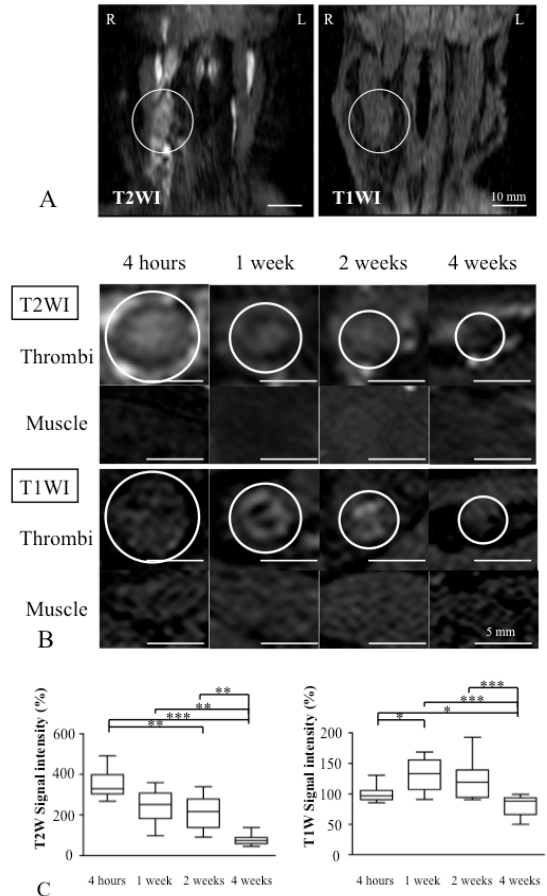 R L
T2WI
R L
T1WI
10 mm
A
4 hours 1 week 2 weeks 4 weeks
T2WI
Thrombi
Muscle
T1WI
Thrombi
Muscle
5 mm
B
T2W Signal intensity (%)
600
400
200
0
**
**
***
**
4 hours 1 week 2 weeks 4 weeks
T1W Signal intensity (%)
200
150
100
50
0
***
***
*
*
4 hours 1 week 2 weeks 4 weeks
C